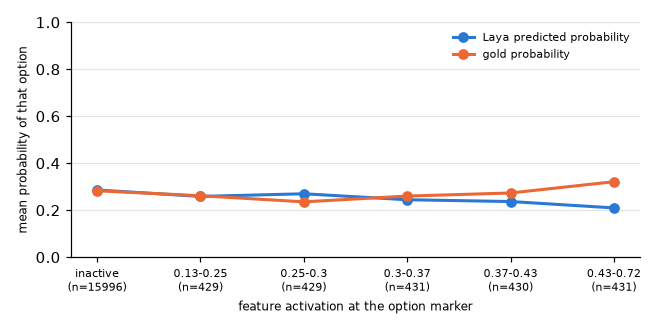 Laya predicted probability
gold probability
mean probability of that option
1.0
0.8
0.6
0.4
0.2
0.0
inactive
(n=15996)
0.13-0.25
(n=429)
0.25-0.3
(n=429)
0.3-0.37
(n=431)
0.37-0.43
(n=430)
0.43-0.72
(n=431)
feature activation at the option marker